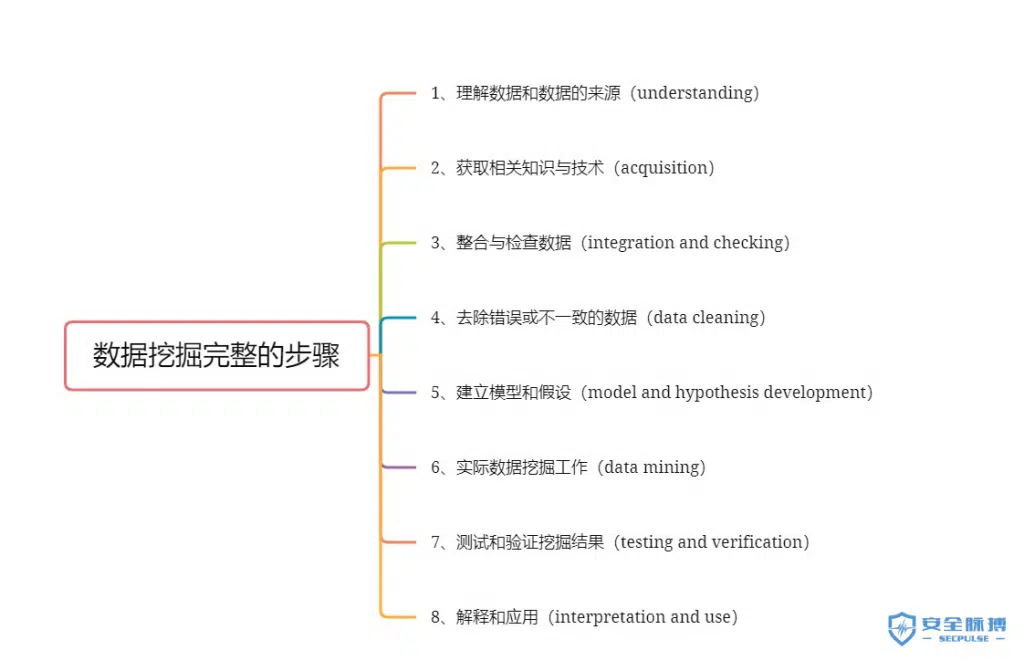 1、理解数据和数据的来源（understanding）
2、获取相关知识与技术（acquisition）
3、整合与检查数据（integration and checking）
4、去除错误或不一致的数据（data cleaning）
数据挖掘完整的步骤
5、建立模型和假设（model and hypothesis development）
6、实际数据挖掘工作（data mining）
7、测试和验证挖掘结果（testing and verification）
8、解释和应用（interpretation and use）
安全脉搏
SECPULSE